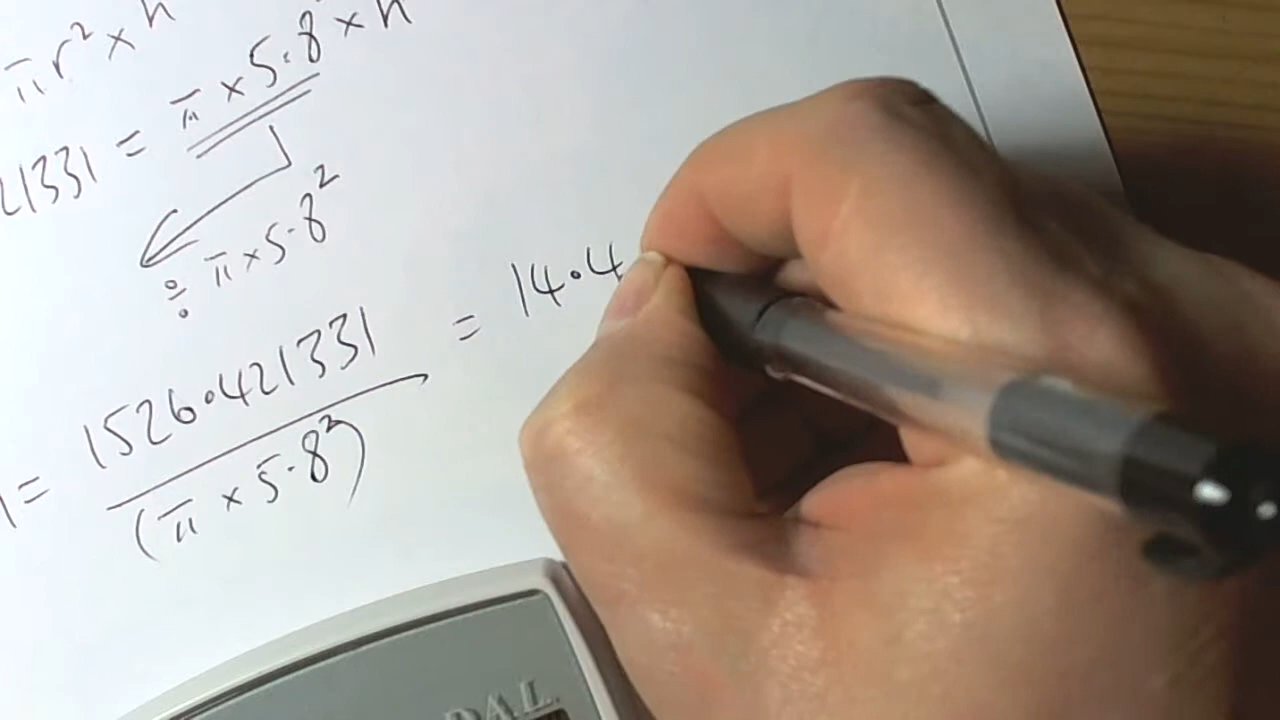 πr² × h
21331 = π × 5.8² × h
÷ π × 5.8²
= 1526.421331 / (π × 5.8²) = 14.4
DAL